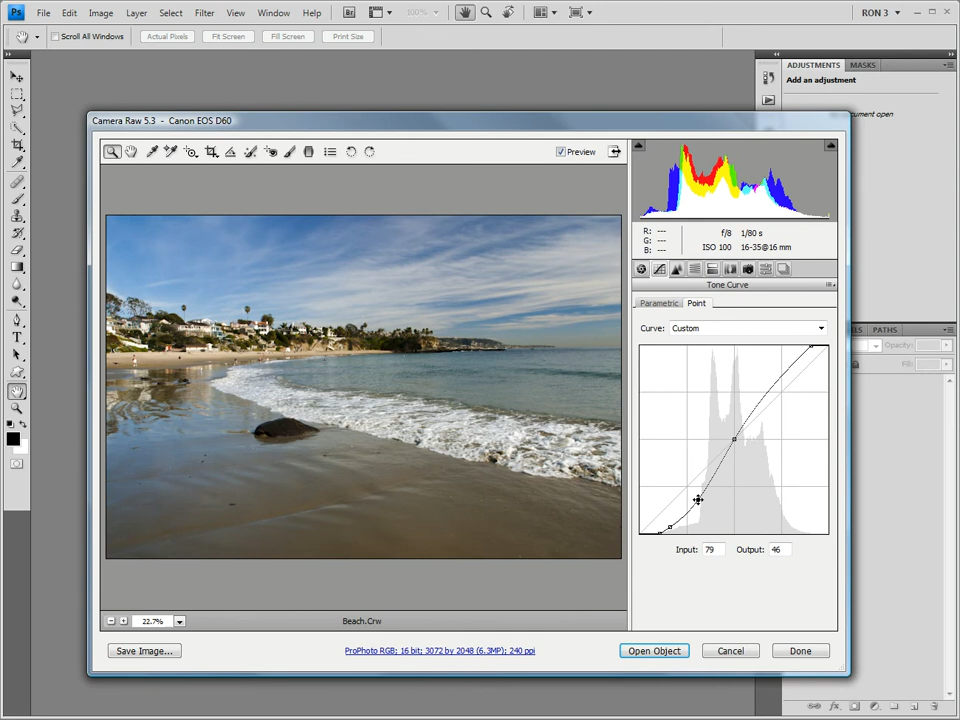 Ps File Edit Image Layer Select Filter View Window Help Br 100% RON 3
Scroll All Windows Actual Pixels Fit Screen Fill Screen Print Size
ADJUSTMENTS MASKS
Add an adjustment
document open
Camera Raw 5.3 - Canon EOS D60
Preview
R: ---
G: ---
B: ---
f/8 1/80 s
ISO 100 16-35@16 mm
Tone Curve
Parametric Point
Curve: Custom
PATHS
Opacity:
Fill:
Input: 79 Output: 46
22.7% Beach.Crw
Save Image... ProPhoto RGB; 16 bit; 3072 by 2048 (6.3MP); 240 ppi Open Object Cancel Done